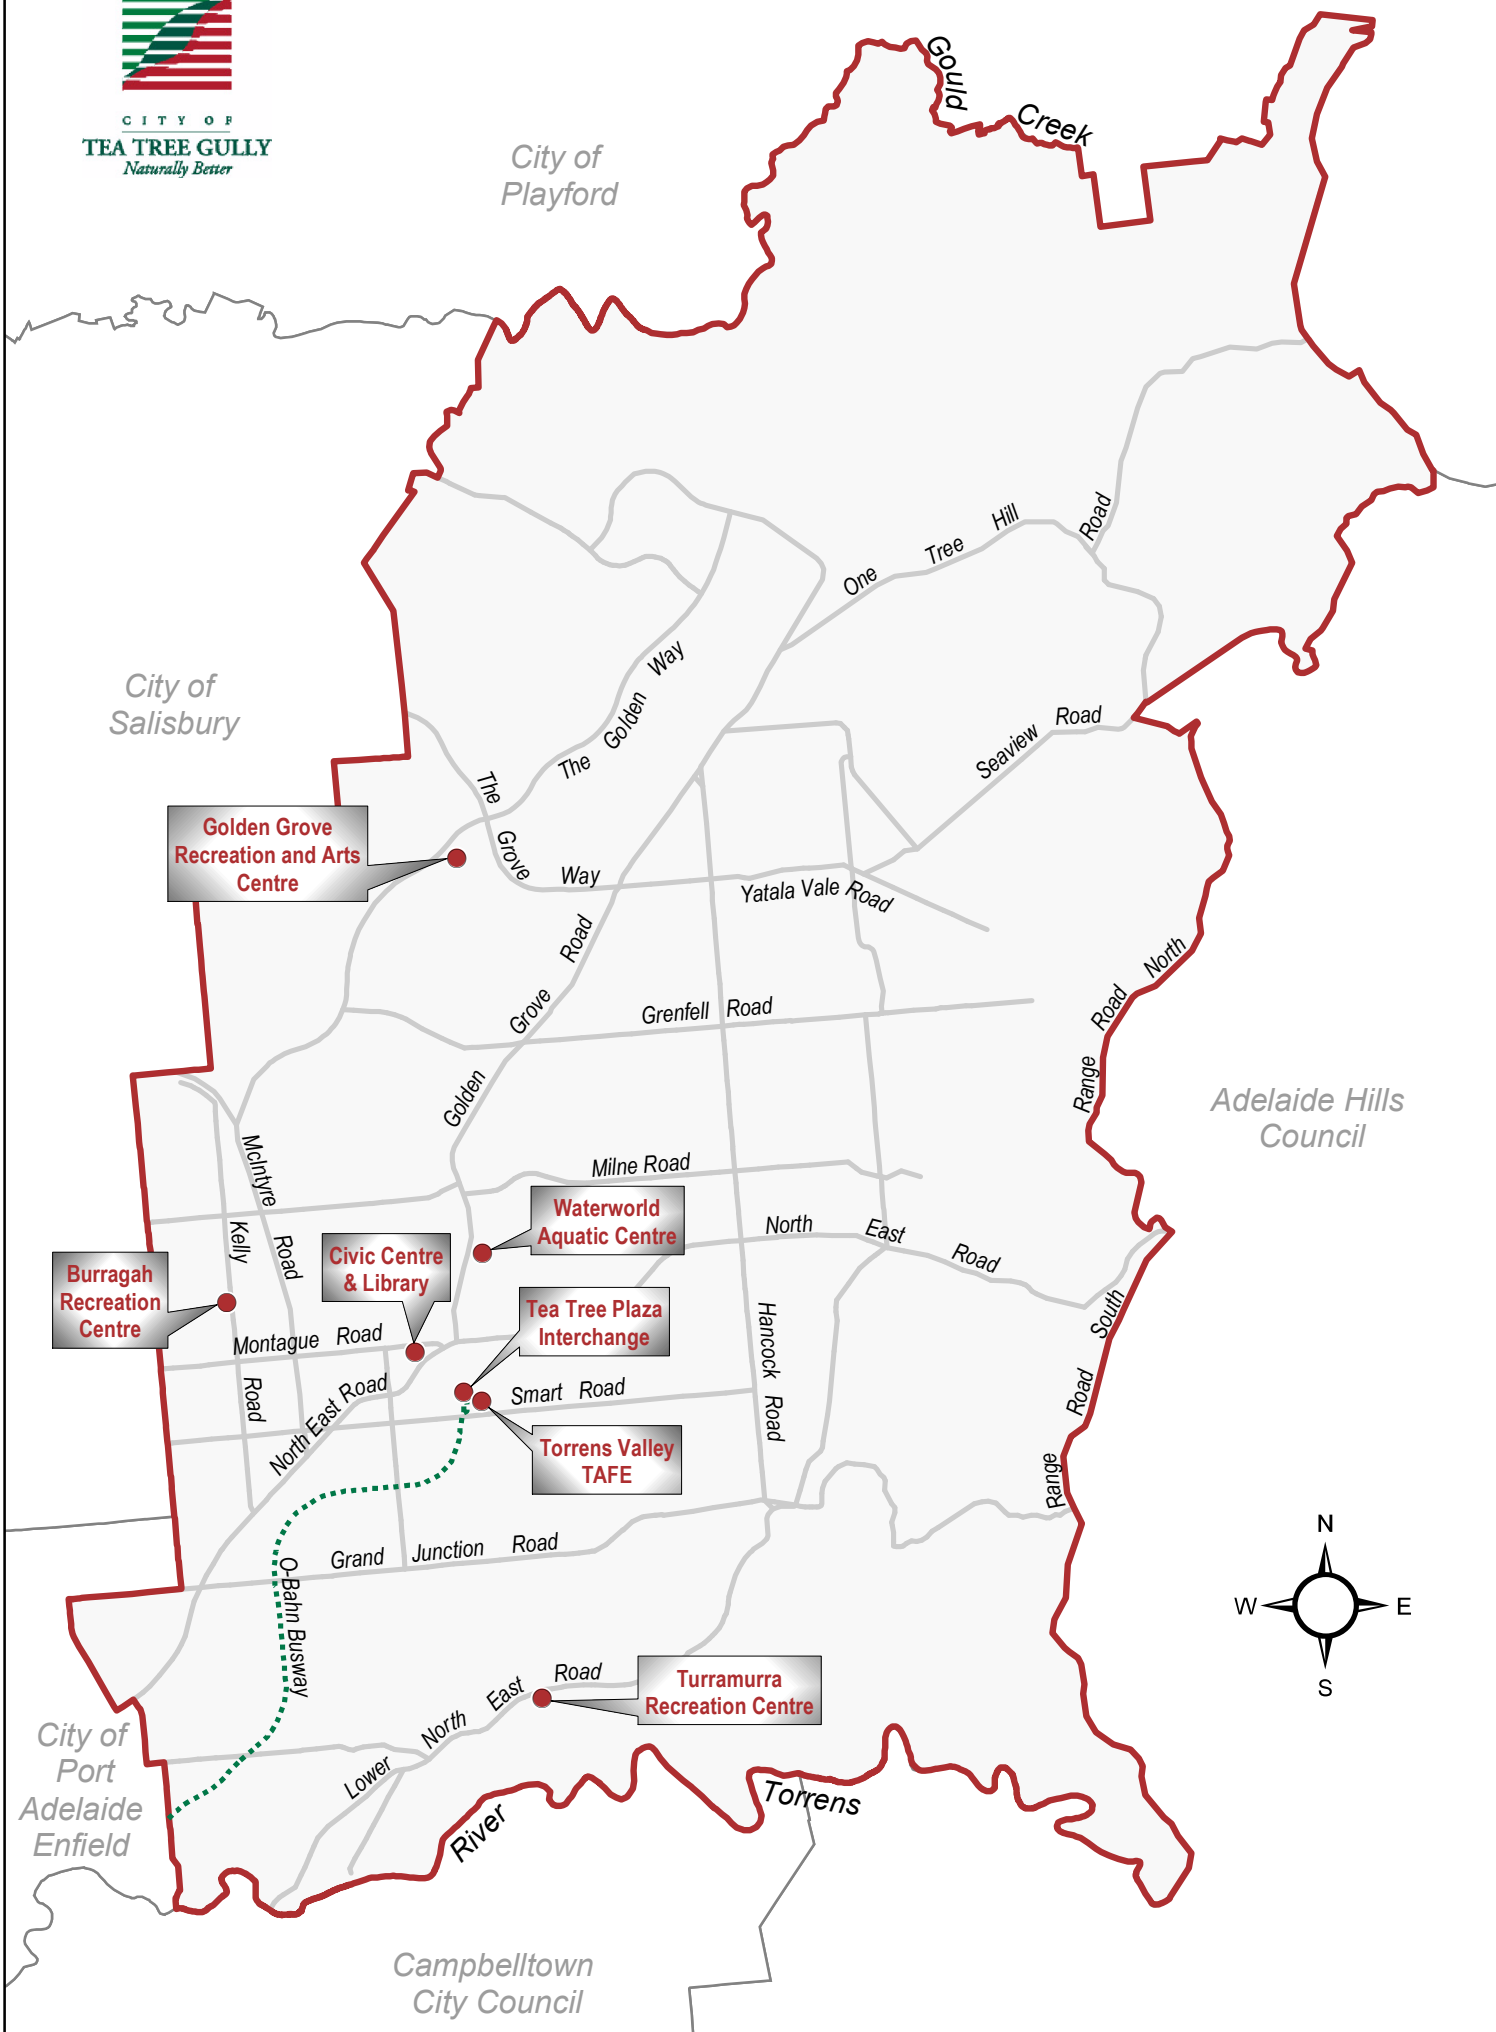 CITY OF
TEA TREE GULLY
Naturally Better
Gould
Creek
City of
Playford
One Tree Hill Road
The Golden Way
City of
Salisbury
Seaview Road
The Grove Way
Golden Grove
Recreation and Arts
Centre
Yatala Vale Road
Golden Grove Road
Range Road North
Grenfell Road
Adelaide Hills
Council
McIntyre Road
Milne Road
Kelly Road
Waterworld
Aquatic Centre
North East Road
Civic Centre
& Library
Burragah
Recreation
Centre
Tea Tree Plaza
Interchange
Montague Road
Hancock Road
Range Road South
North East Road
Smart Road
Torrens Valley
TAFE
N
W
E
S
Grand Junction Road
O-Bahn Busway
Turramurra
Recreation Centre
Lower North East Road
City of
Port
Adelaide
Enfield
River
Torrens
Campbelltown
City Council